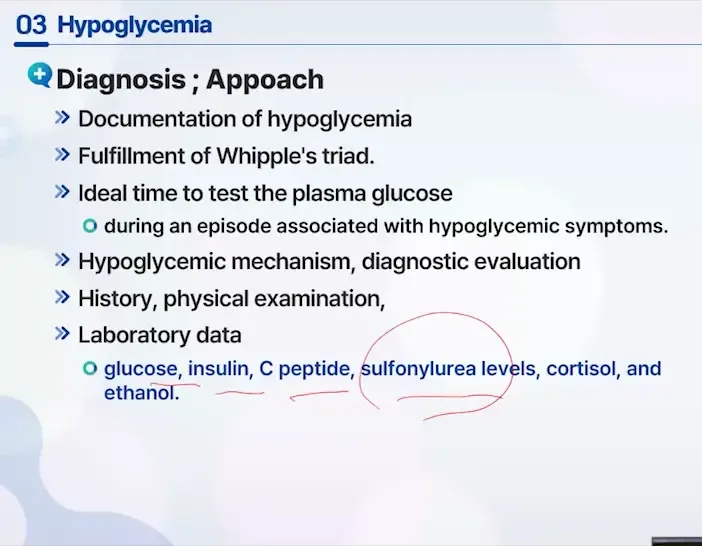 03 Hypoglycemia
Diagnosis ; Appoach
Documentation of hypoglycemia
Fulfillment of Whipple's triad.
Ideal time to test the plasma glucose
during an episode associated with hypoglycemic symptoms.
Hypoglycemic mechanism, diagnostic evaluation
History, physical examination,
Laboratory data
glucose, insulin, C peptide, sulfonylurea levels, cortisol, and
ethanol.